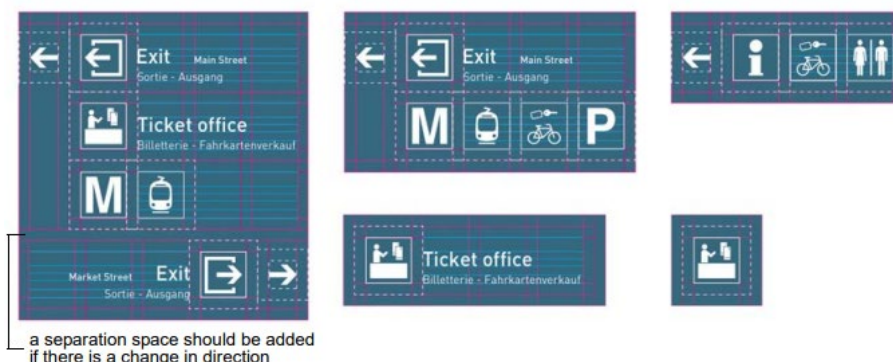 Exit Main Street
Sortie - Ausgang
Ticket office
Billetterie - Fahrkartenverkauf
M
Market Street Exit
Sortie - Ausgang
a separation space should be added
if there is a change in direction
Exit Main Street
Sortie - Ausgang
M P
Ticket office
Billetterie - Fahrkartenverkauf
i